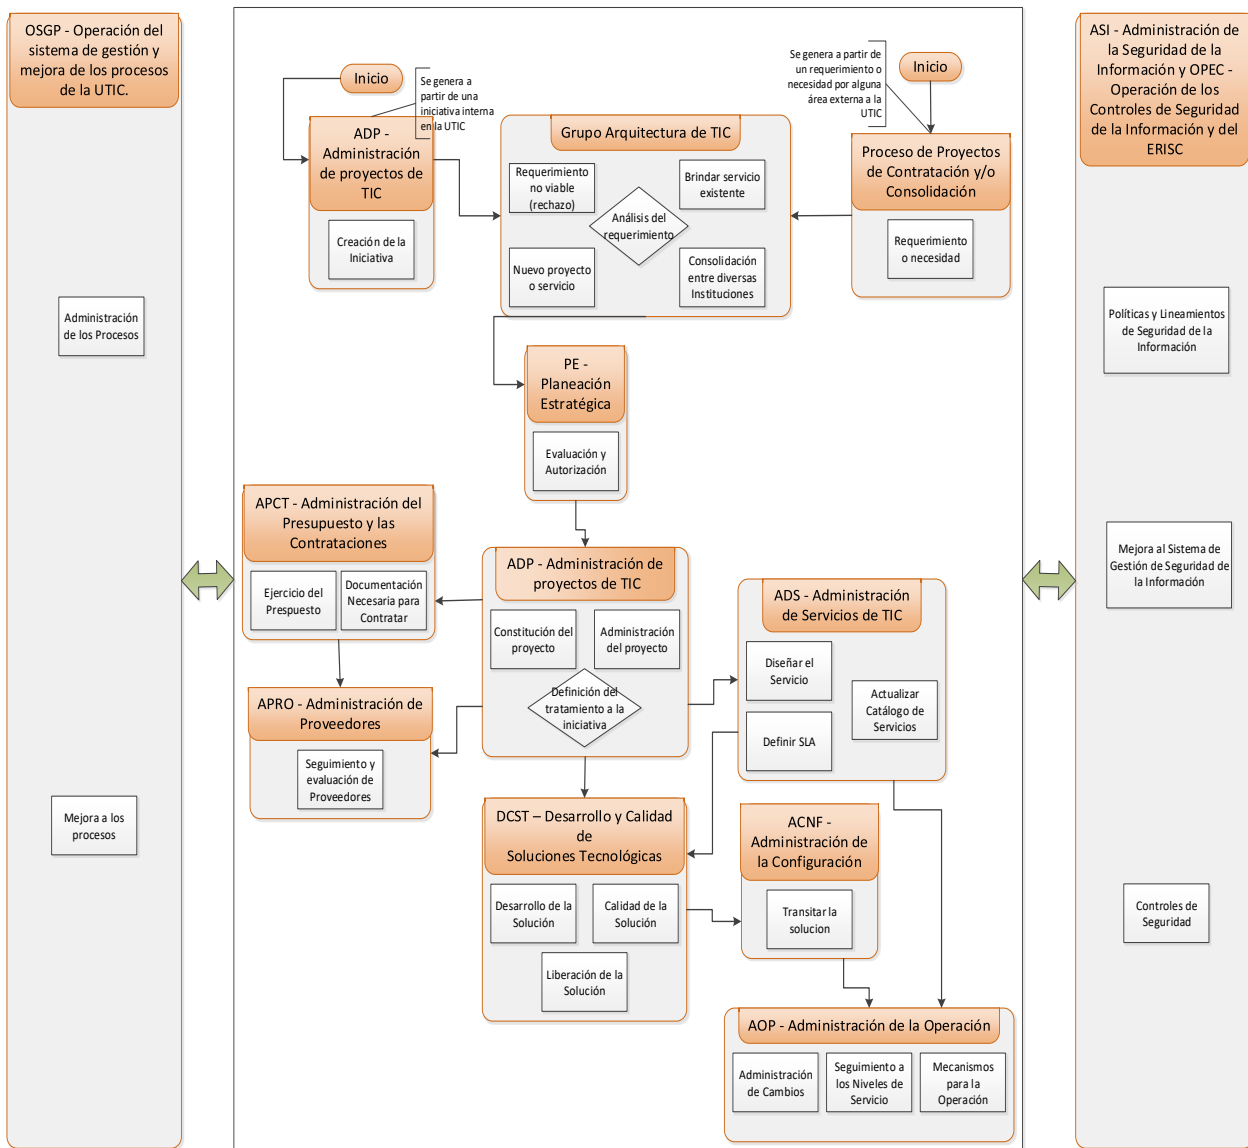 OSGP - Operación del
sistema de gestión y
mejora de los procesos
de la UTIC.
Administración
de los Procesos
Mejora a los
procesos
Inicio
Se genera a
partir de una
iniciativa interna
en la UTIC
ADP -
Administración
de proyectos de
TIC
Creación de la
Iniciativa
Grupo Arquitectura de TIC
Requerimiento
no viable
(rechazo)
Brindar servicio
existente
Análisis del
requerimiento
Nuevo proyecto
o servicio
Consolidación
entre diversas
Instituciones
Se genera a partir de
un requerimiento o
necesidad por alguna
área externa a la
UTIC
Inicio
Proceso de Proyectos
de Contratación y/o
Consolidación
Requerimiento
o necesidad
PE -
Planeación
Estratégica
Evaluación y
Autorización
APCT - Administración del
Presupuesto y las
Contrataciones
Ejercicio del
Prespuesto
Documentación
Necesaria para
Contratar
ADP - Administración de
proyectos de TIC
Constitución del
proyecto
Administración
del proyecto
Definición del
tratamiento a la
iniciativa
ADS - Administración
de Servicios de TIC
Diseñar el
Servicio
Actualizar
Catálogo de
Servicios
Definir SLA
APRO - Administración de
Proveedores
Seguimiento y
evaluación de
Proveedores
DCST – Desarrollo y Calidad
de
Soluciones Tecnológicas
Desarrollo de la
Solución
Calidad de la
Solución
Liberación de la
Solución
ACNF -
Administración de
la Configuración
Transitar la
solucion
AOP - Administración de la Operación
Administración
de Cambios
Seguimiento a
los Niveles de
Servicio
Mecanismos
para la
Operación
ASI - Administración de
la Seguridad de la
Información y OPEC -
Operación de los
Controles de Seguridad
de la Información y del
ERISC
Políticas y Lineamientos
de Seguridad de la
Información
Mejora al Sistema de
Gestión de Seguridad de
la Información
Controles de
Seguridad